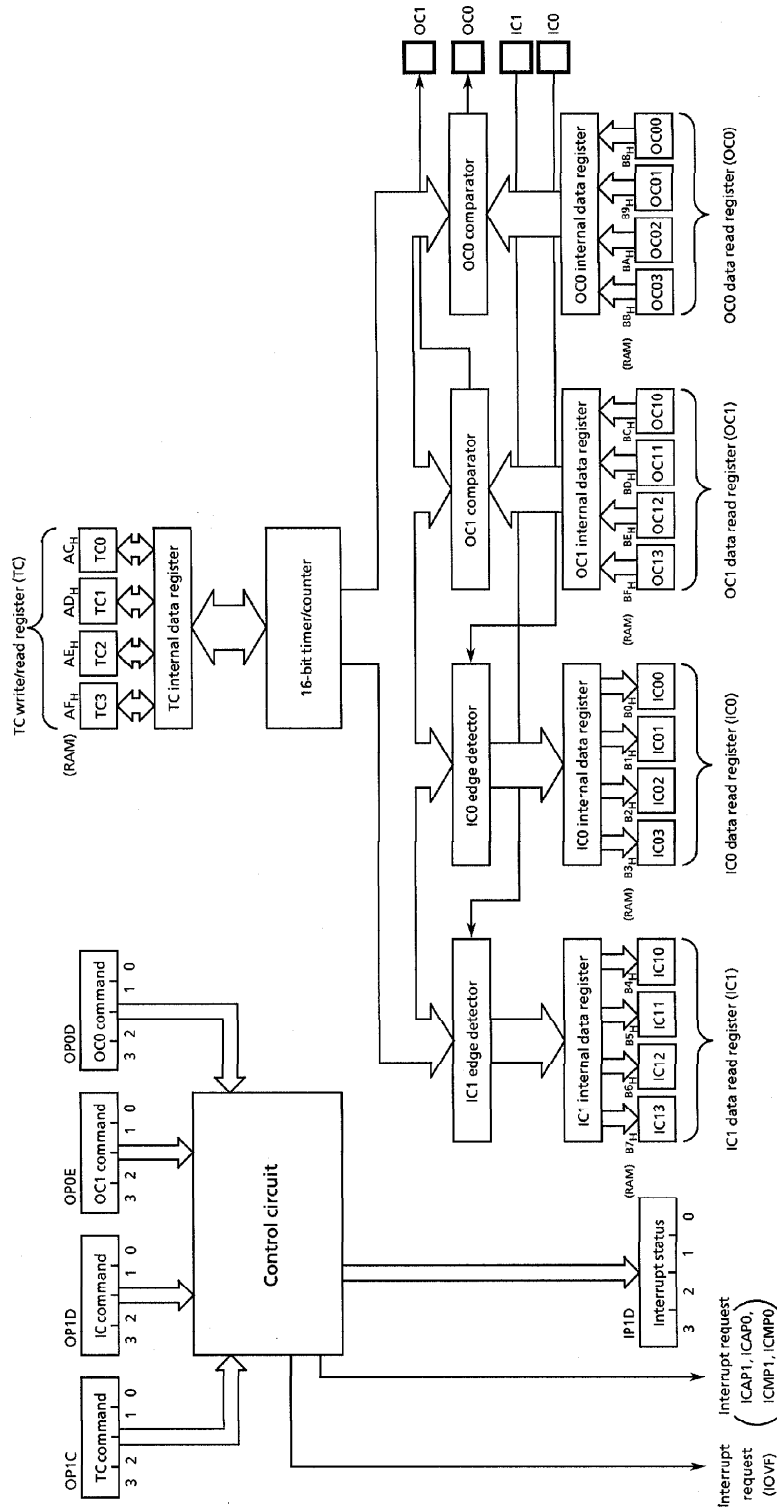 OP1C
TC command
3 2 1 0
OP1D
IC command
3 2 1 0
OP0E
OC1 command
3 2 1 0
OP0D
OC0 command
3 2 1 0
Control circuit
Interrupt
request
(IOVF)
Interrupt request
(ICAP1, ICAP0,
ICMP1, ICMP0)
IP1D
Interrupt status
3 2 1 0
TC write/read register (TC)
(RAM) AFH AEH ADH ACH
TC3 TC2 TC1 TC0
TC internal data register
16-bit timer/counter
IC1 edge detector
IC0 edge detector
OC1 comparator
OC0 comparator
OC1
OC0
IC1
IC0
IC' internal data register
(RAM) B7H B6H B5H B4H
IC13 IC12 IC11 IC10
IC1 data read register (IC1)
IC0 internal data register
(RAM) B3H B2H B1H B0H
IC03 IC02 IC01 IC00
IC0 data read register (IC0)
OC1 internal data register
(RAM) BFH BEH BDH BCH
OC13 OC12 OC11 OC10
OC1 data read register (OC1)
OC0 internal data register
(RAM) BBH BAH B9H
OC03 OC02 OC01 OC00
OC0 data read register (OC0)